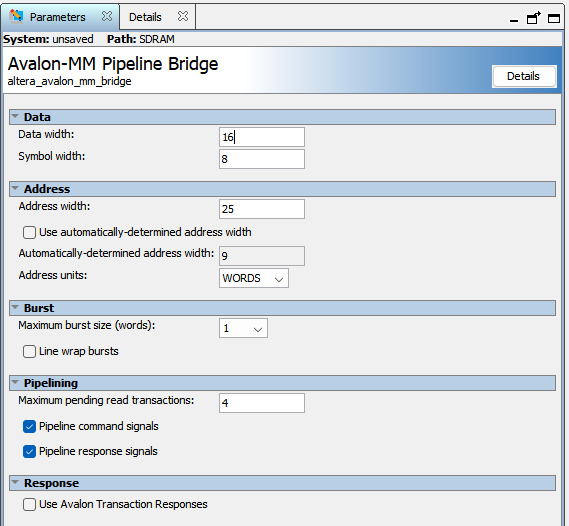 Parameters Details
System: unsaved Path: SDRAM
Avalon-MM Pipeline Bridge
altera_avalon_mm_bridge
Details
Data
Data width: 16
Symbol width: 8
Address
Address width: 25
Use automatically-determined address width
Automatically-determined address width: 9
Address units: WORDS
Burst
Maximum burst size (words): 1
Line wrap bursts
Pipelining
Maximum pending read transactions: 4
Pipeline command signals
Pipeline response signals
Response
Use Avalon Transaction Responses